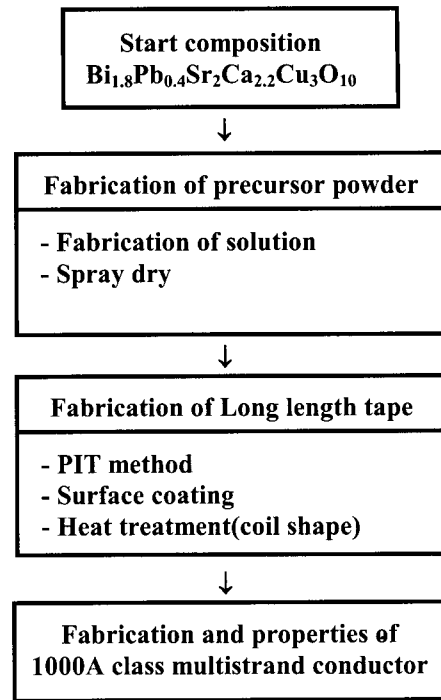 Start composition
Bi₁.₈Pb₀.₄Sr₂Ca₂.₂Cu₃O₁₀
↓
Fabrication of precursor powder
- Fabrication of solution
- Spray dry
↓
Fabrication of Long length tape
- PIT method
- Surface coating
- Heat treatment(coil shape)
↓
Fabrication and properties of
1000A class multistrand conductor